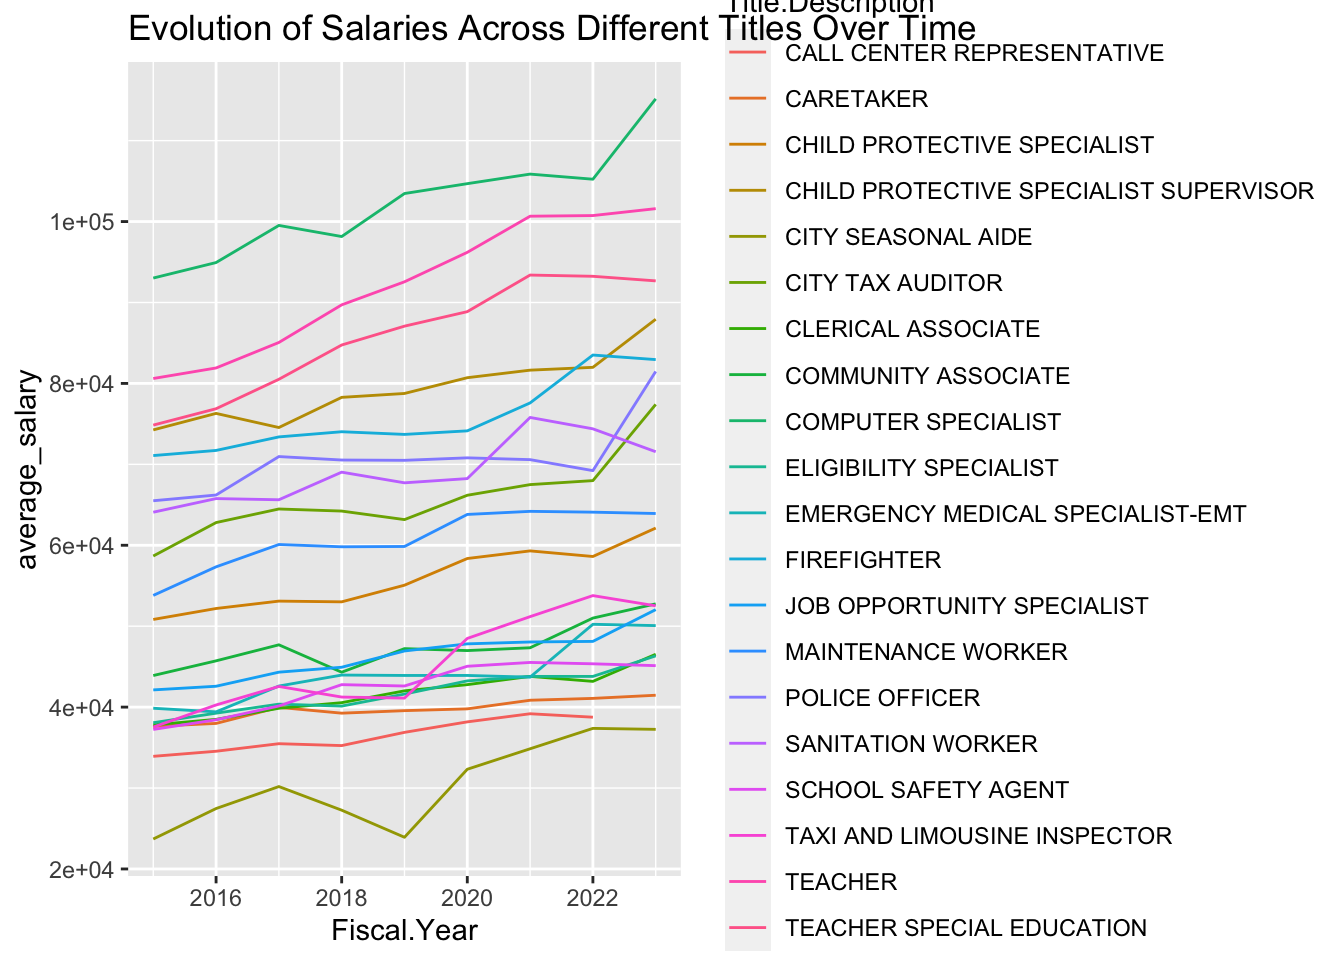 Title.Description
Evolution of Salaries Across Different Titles Over Time
CALL CENTER REPRESENTATIVE
CARETAKER
CHILD PROTECTIVE SPECIALIST
CHILD PROTECTIVE SPECIALIST SUPERVISOR
CITY SEASONAL AIDE
CITY TAX AUDITOR
CLERICAL ASSOCIATE
COMMUNITY ASSOCIATE
COMPUTER SPECIALIST
ELIGIBILITY SPECIALIST
EMERGENCY MEDICAL SPECIALIST-EMT
FIREFIGHTER
JOB OPPORTUNITY SPECIALIST
MAINTENANCE WORKER
POLICE OFFICER
SANITATION WORKER
SCHOOL SAFETY AGENT
TAXI AND LIMOUSINE INSPECTOR
TEACHER
TEACHER SPECIAL EDUCATION
average_salary
1e+05
8e+04
6e+04
4e+04
2e+04
2016 2018 2020 2022
Fiscal.Year